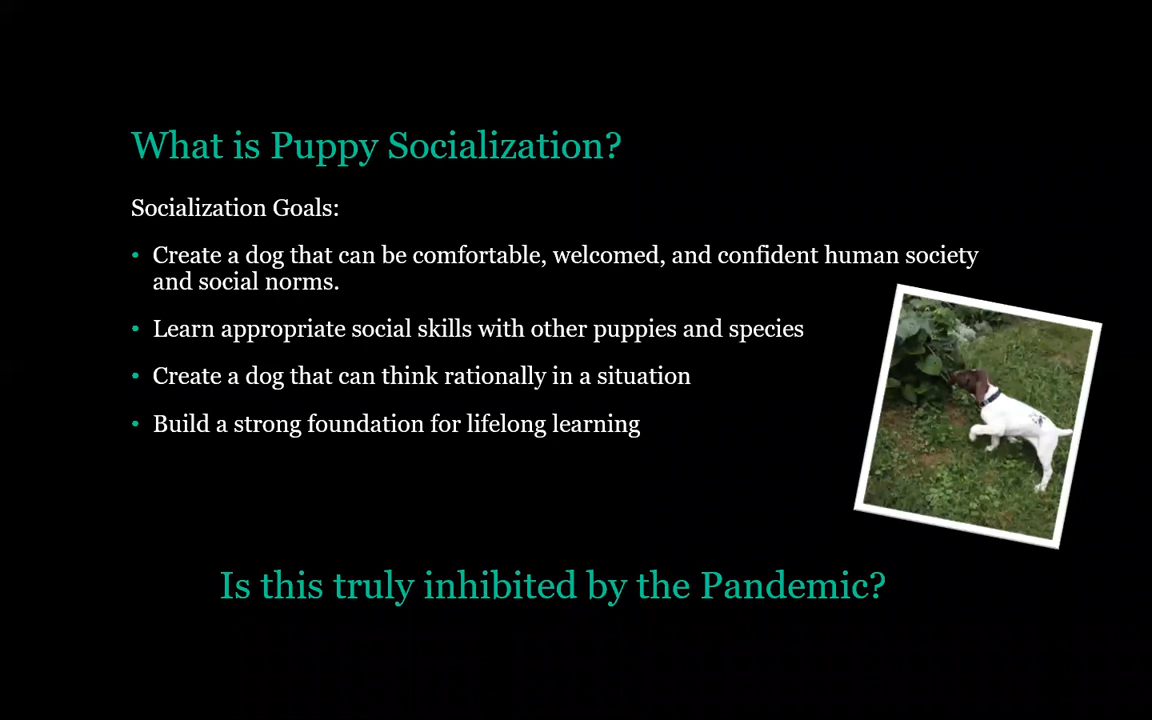 What is Puppy Socialization?
Socialization Goals:
• Create a dog that can be comfortable, welcomed, and confident human society
and social norms.
• Learn appropriate social skills with other puppies and species
• Create a dog that can think rationally in a situation
• Build a strong foundation for lifelong learning
Is this truly inhibited by the Pandemic?